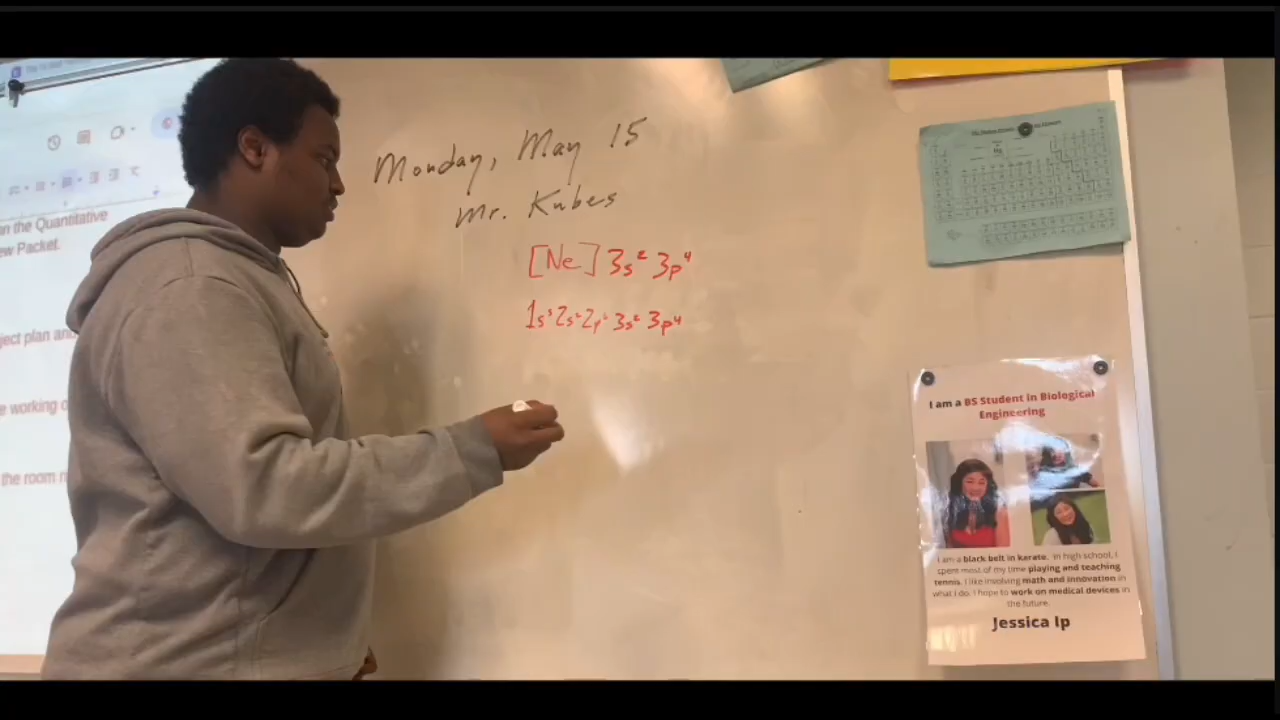 on the Quantitative
ew Packet.
ject plan and
e working o
the room n
Monday, May 15
Mr. Kubes
[Ne] 3s² 3p⁴
1s² 2s² 2p⁶ 3s² 3p⁴
I am a BS Student in Biological
Engineering
I am a black belt in karate. In high school, I
spent most of my time playing and teaching
tennis. I like involving math and innovation in
what I do. I hope to work on medical devices in
the future.
Jessica Ip